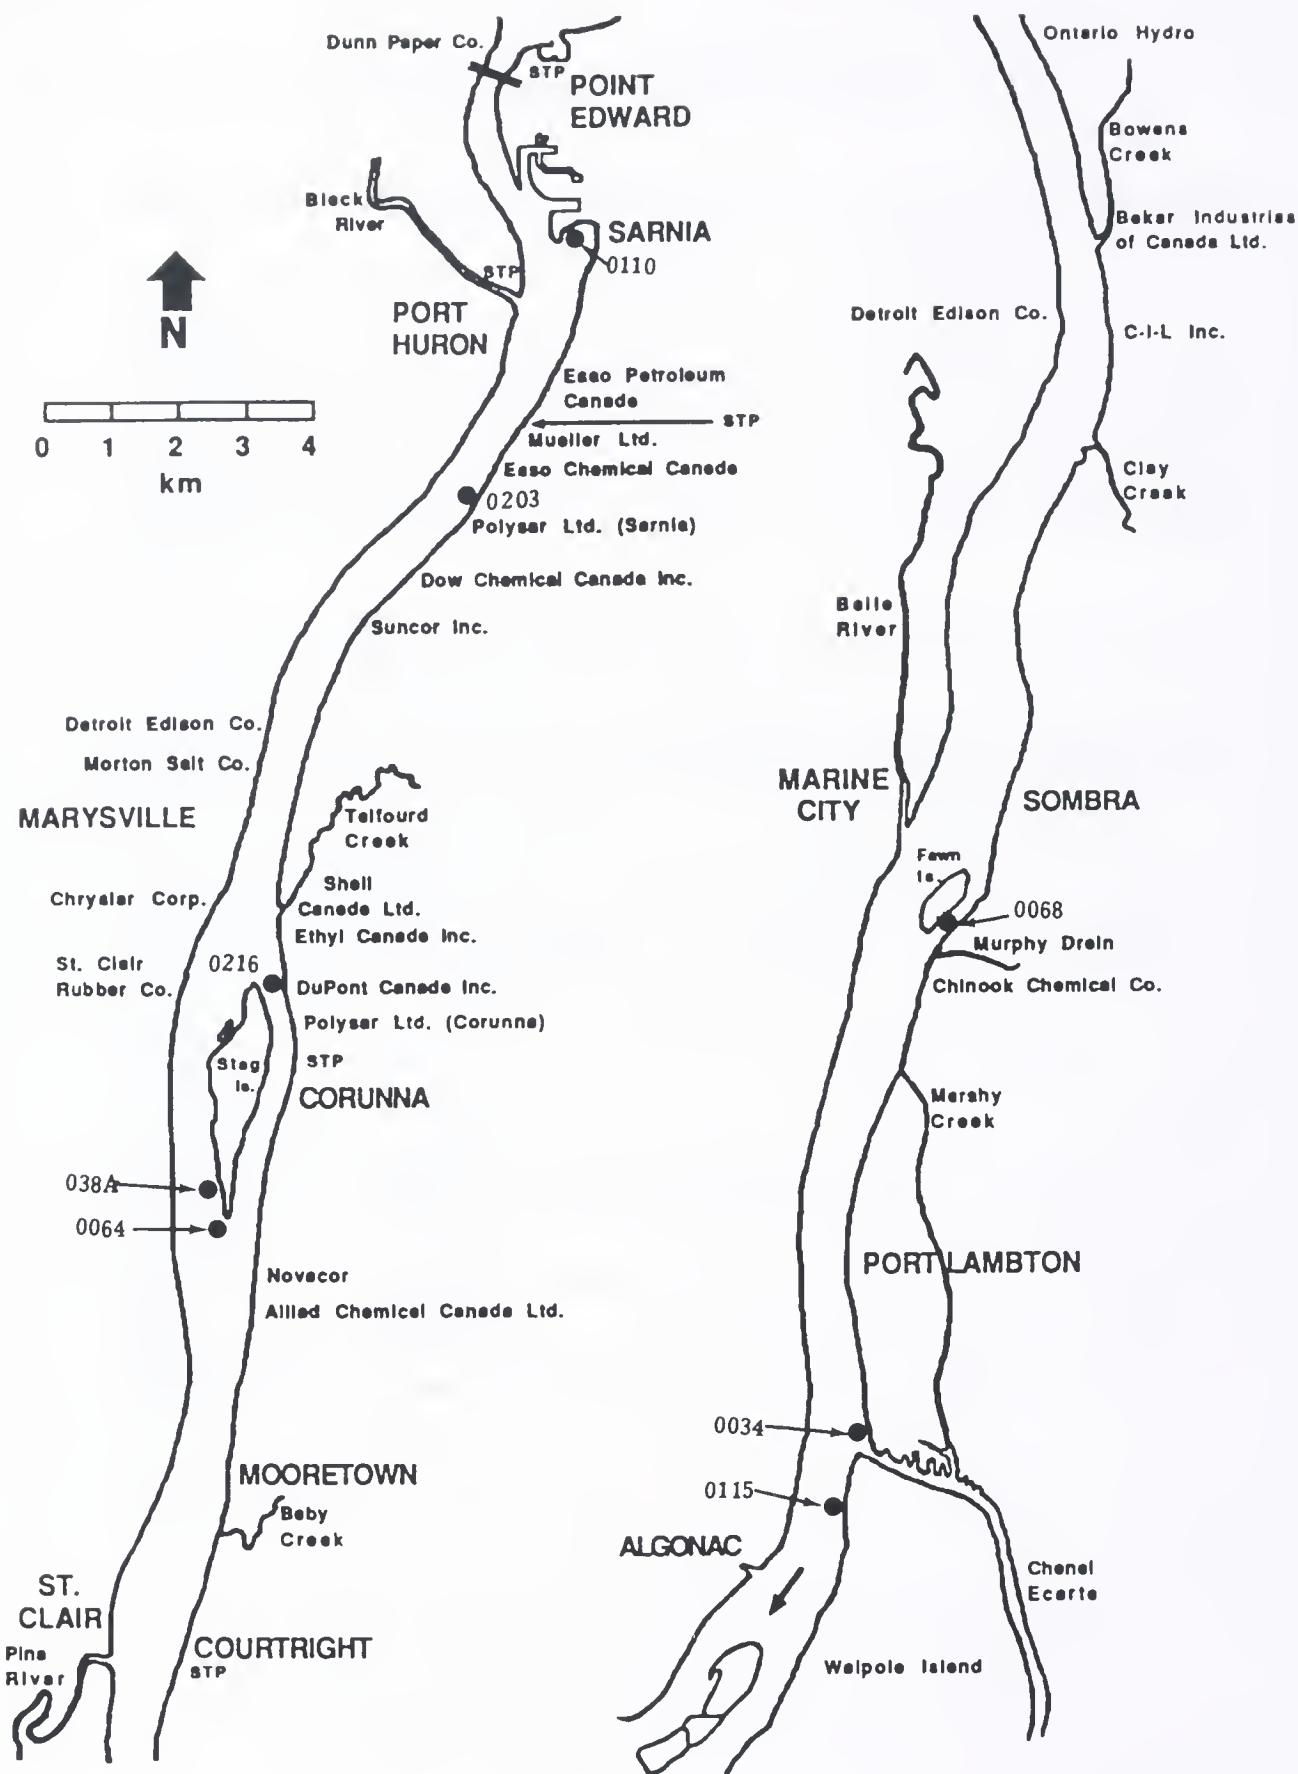 Dunn Paper Co.
STP
POINT
EDWARD
Black
River
SARNIA
0110
STP
PORT
HURON
N
0 1 2 3 4
km
Esso Petroleum
Canada
STP
Mueller Ltd.
Esso Chemical Canada
0203
Polysar Ltd. (Sarnia)
Dow Chemical Canada Inc.
Suncor Inc.
Detroit Edison Co.
Morton Salt Co.
MARYSVILLE
Talfourd
Creek
Chrysler Corp.
Shell
Canada Ltd.
Ethyl Canada Inc.
St. Clair
Rubber Co.
0216
DuPont Canada Inc.
Polysar Ltd. (Corunna)
Stag
Is.
STP
CORUNNA
038A
0064
Novacor
Allied Chemical Canada Ltd.
MOORETOWN
Baby
Creek
ST.
CLAIR
Pine
River
COURTRIGHT
STP
Ontario Hydro
Bowens
Creek
Bekar Industries
of Canada Ltd.
Detroit Edison Co.
C-I-L Inc.
Clay
Creek
Belle
River
MARINE
CITY
SOMBRA
Fawn
Is.
0068
Murphy Drain
Chinook Chemical Co.
Marshy
Creek
PORT LAMBTON
0034
0115
ALGONAC
Chenal
Ecarte
Walpole Island